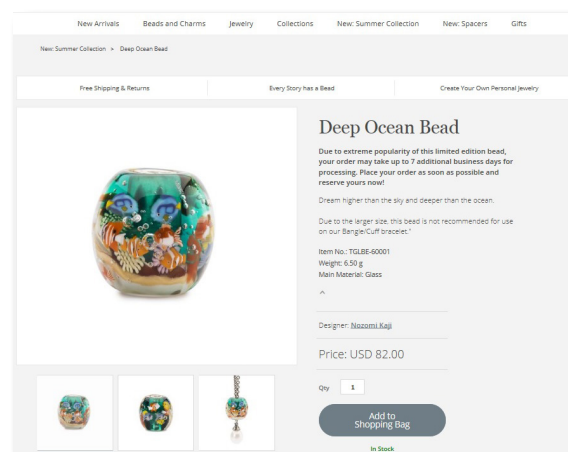 New Arrivals Beads and Charms Jewelry Collections New: Summer Collection New: Spacers Gifts
New: Summer Collection > Deep Ocean Bead
Free Shipping & Returns Every Story has a Bead Create Your Own Personal Jewelry
Deep Ocean Bead
Due to extreme popularity of this limited edition bead,
your order may take up to 7 additional business days for
processing. Place your order as soon as possible and
reserve yours now!
Dream higher than the sky and deeper than the ocean.
Due to the larger size, this bead is not recommended for use
on our Bangle/Cuff bracelet."
Item No.: TGLBE-60001
Weight: 6.50 g
Main Material: Glass
Designer: Nozomi Kaji
Price: USD 82.00
Qty 1
Add to
Shopping Bag
In Stock